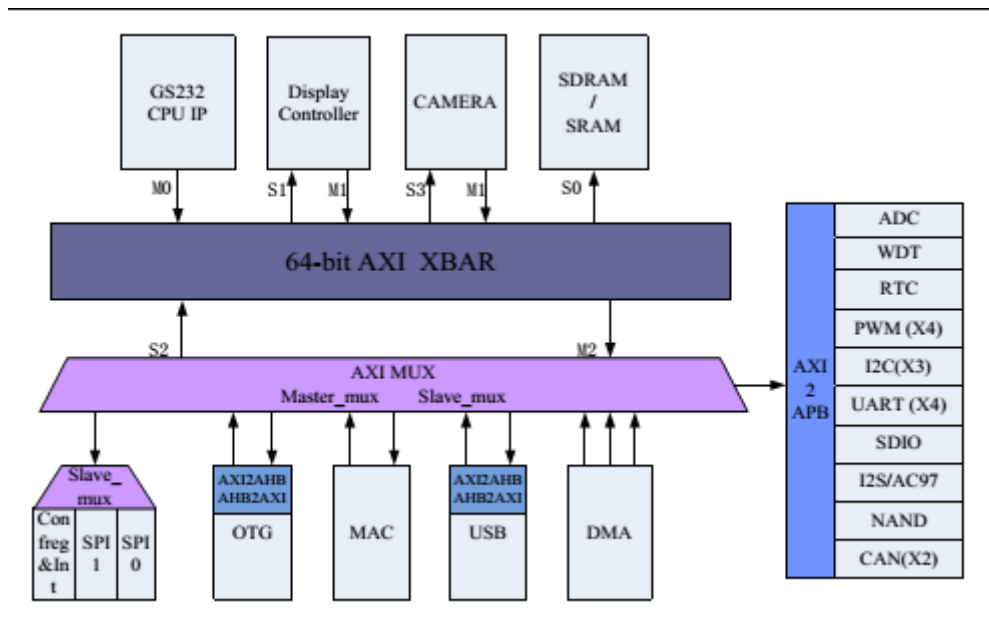 GS232
CPU IP
Display
Controller
CAMERA
SDRAM
/
SRAM
M0
S1
M1
S3
M1
S0
64-bit AXI XBAR
S2
M2
AXI MUX
Master_mux Slave_mux
AXI
2
APB
ADC
WDT
RTC
PWM (X4)
I2C(X3)
UART (X4)
SDIO
I2S/AC97
NAND
CAN(X2)
Slave_
mux
Con
freg
&In
t
SPI
1
SPI
0
AXI2AHB
AHB2AXI
OTG
MAC
AXI2AHB
AHB2AXI
USB
DMA